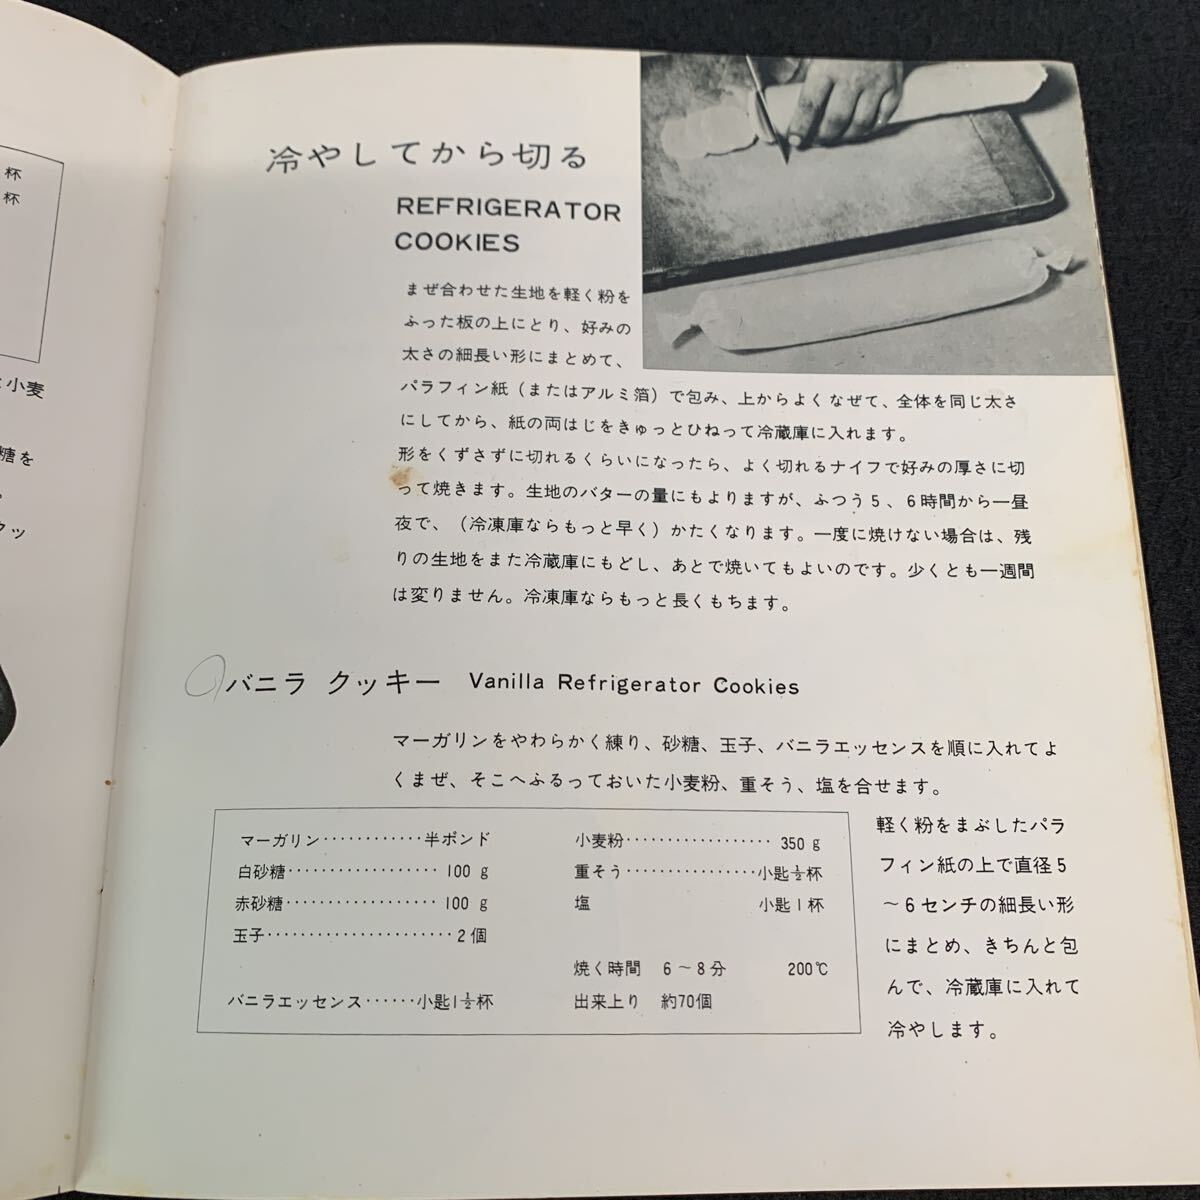 杯
杯
小麦
糖を
。
クッ
冷やしてから切る
REFRIGERATOR
COOKIES
まぜ合わせた生地を軽く粉を
ふった板の上にとり、好みの
太さの細長い形にまとめて、
パラフィン紙(またはアルミ箔)で包み、上からよくなぜて、全体を同じ太さ
にしてから、紙の両はじをきゅっとひねって冷蔵庫に入れます。
形をくずさずに切れるくらいになったら、よく切れるナイフで好みの厚さに切
って焼きます。生地のバターの量にもよりますが、ふつう5、6時間から一昼
夜で、(冷凍庫ならもっと早く)かたくなります。一度に焼けない場合は、残
りの生地をまた冷蔵庫にもどし、あとで焼いてもよいのです。少くとも一週間
は変りません。冷凍庫ならもっと長くもちます。
バニラ クッキー Vanilla Refrigerator Cookies
マーガリンをやわらかく練り、砂糖、玉子、バニラエッセンスを順に入れてよ
くまぜ、そこへふるっておいた小麦粉、重そう、塩を合せます。
マーガリン・・・・・・・・・・・・半ポンド
白砂糖・・・・・・・・・・・・・・・・・・100g
赤砂糖・・・・・・・・・・・・・・・・・・100g
玉子・・・・・・・・・・・・・・・・・・・・・・2個
バニラエッセンス・・・・・・小匙1½杯
小麦粉・・・・・・・・・・・・・・・・・・350g
重そう・・・・・・・・・・・・・・・・小匙½杯
塩 小匙1杯
焼く時間 6〜8分 200℃
出来上り 約70個
軽く粉をまぶしたパラ
フィン紙の上で直径5
〜6センチの細長い形
にまとめ、きちんと包
んで、冷蔵庫に入れて
冷やします。